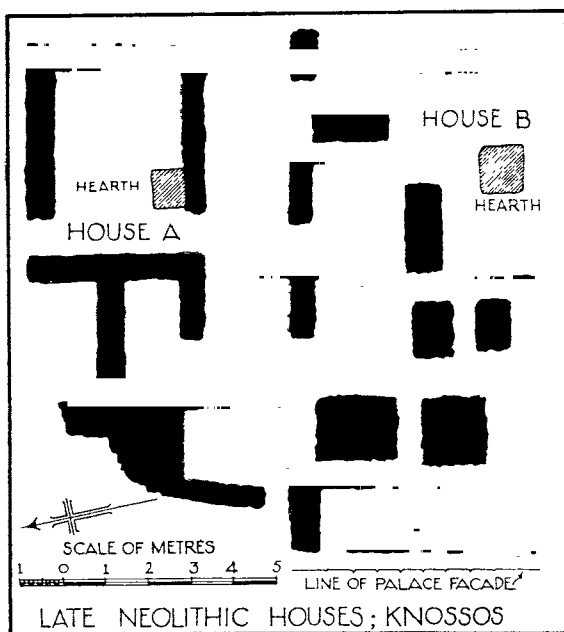 HOUSE B
HEARTH
HEARTH
HOUSE A
SCALE OF METRES
1 0 1 2 3 4 5
LINE OF PALACE FACADE
LATE NEOLITHIC HOUSES; KNOSSOS